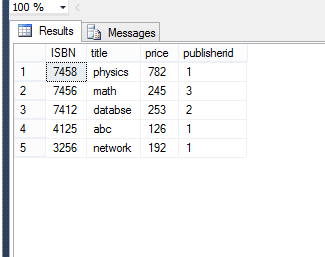 100 %
Results Messages
ISBN title price publisherid
1 7458 physics 782 1
2 7456 math 245 3
3 7412 databse 253 2
4 4125 abc 126 1
5 3256 network 192 1